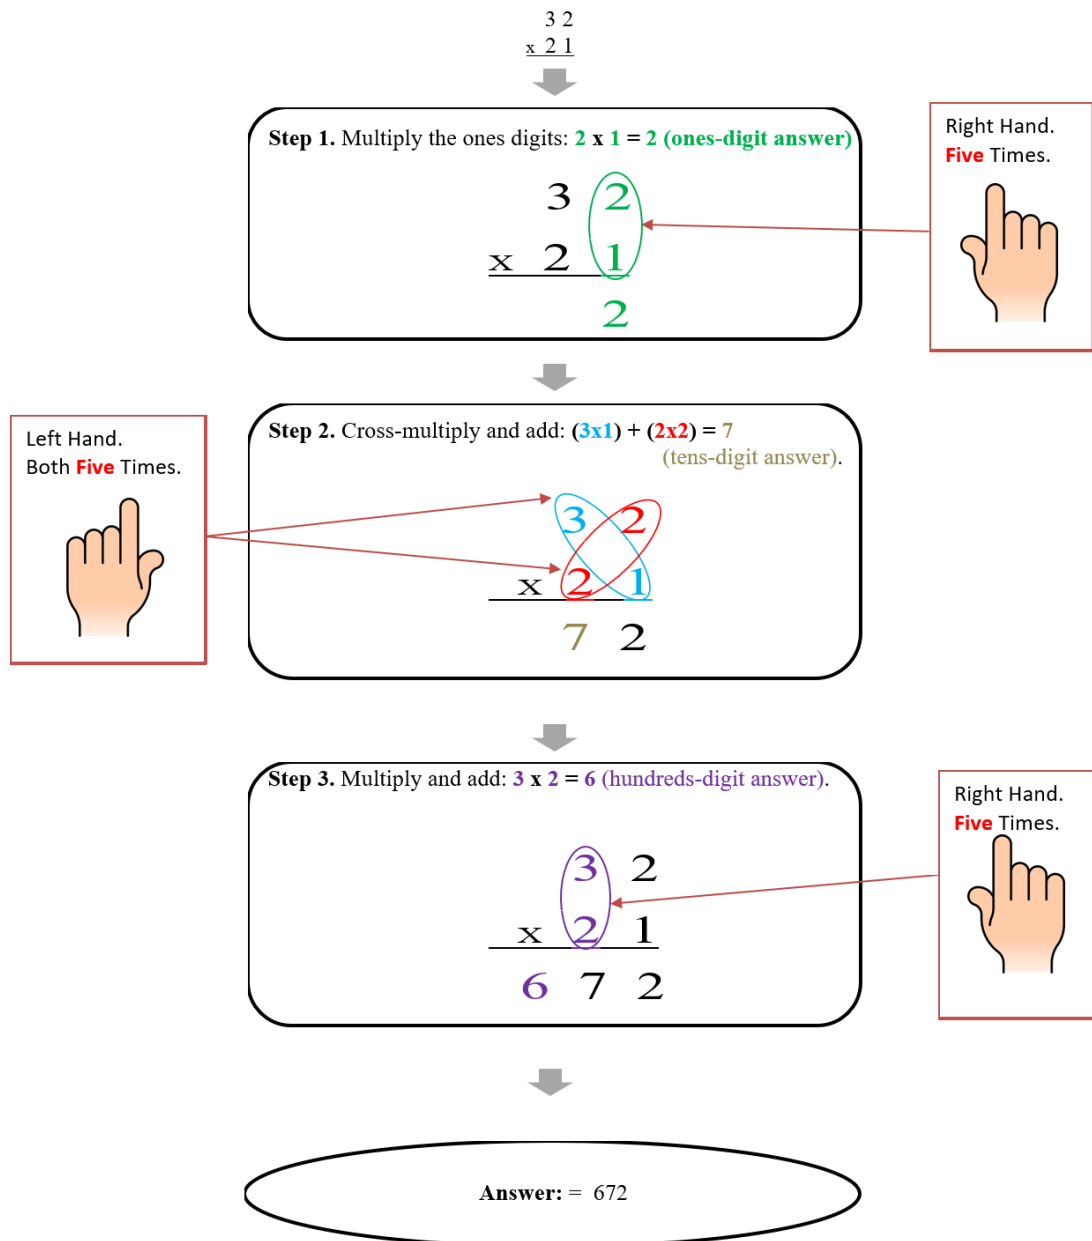 3 2
x 2 1
Step 1. Multiply the ones digits: 2 x 1 = 2 (ones-digit answer)
Right Hand.
Five Times.
3 2
x 2 1
2
Left Hand.
Both Five Times.
Step 2. Cross-multiply and add: (3x1) + (2x2) = 7
(tens-digit answer).
3 2
x 2 1
7 2
Step 3. Multiply and add: 3 x 2 = 6 (hundreds-digit answer).
Right Hand.
Five Times.
3 2
x 2 1
6 7 2
Answer: = 672